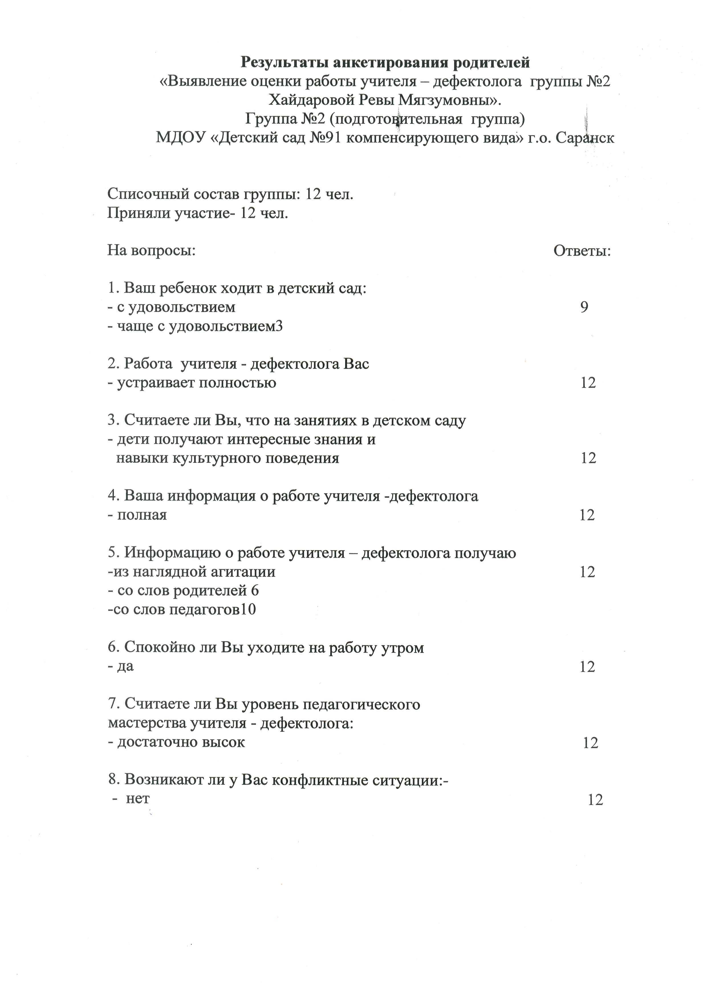 Результаты анкетирования родителей
«Выявление оценки работы учителя – дефектолога группы №2
Хайдаровой Ревы Мягзумовны».
Группа №2 (подготовительная группа)
МДОУ «Детский сад №91 компенсирующего вида» г.о. Саранск
Списочный состав группы: 12 чел.
Приняли участие- 12 чел.
На вопросы: Ответы:
1. Ваш ребенок ходит в детский сад:
- с удовольствием 9
- чаще с удовольствием3
2. Работа учителя - дефектолога Вас
- устраивает полностью 12
3. Считаете ли Вы, что на занятиях в детском саду
- дети получают интересные знания и
навыки культурного поведения 12
4. Ваша информация о работе учителя -дефектолога
- полная 12
5. Информацию о работе учителя – дефектолога получаю
-из наглядной агитации 12
- со слов родителей 6
-со слов педагогов10
6. Спокойно ли Вы уходите на работу утром
- да 12
7. Считаете ли Вы уровень педагогического
мастерства учителя - дефектолога:
- достаточно высок 12
8. Возникают ли у Вас конфликтные ситуации:-
- нет 12